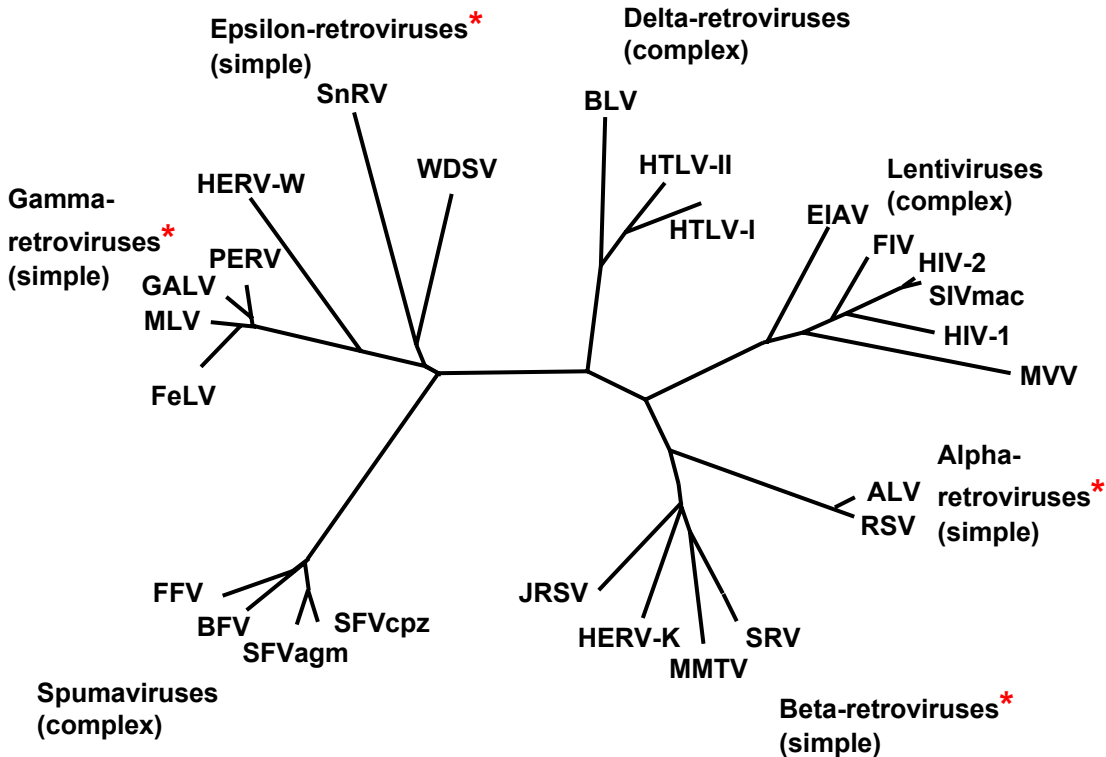 Epsilon-retroviruses*
(simple)
SnRV
WDSV
Delta-retroviruses
(complex)
BLV
HTLV-II
HTLV-I
Lentiviruses
(complex)
EIAV
FIV
HIV-2
SIVmac
HIV-1
MVV
Gamma-
retroviruses*
(simple)
HERV-W
PERV
GALV
MLV
FeLV
Alpha-
retroviruses*
(simple)
ALV
RSV
FFV
BFV
SFVagm
SFVcpz
Spumaviruses
(complex)
JRSV
HERV-K
MMTV
SRV
Beta-retroviruses*
(simple)